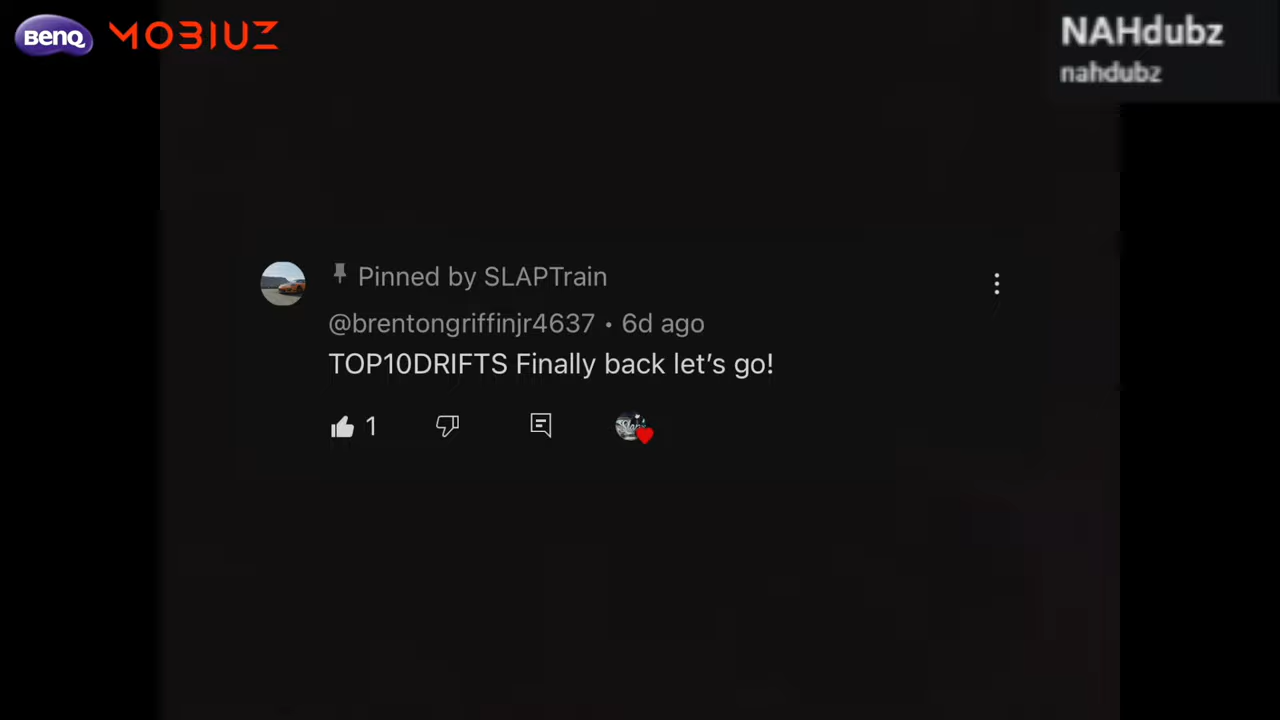 BenQ MOBIUZ
NAHdubz
nahdubz
Pinned by SLAPTrain
@brentongriffinjr4637 • 6d ago
TOP10DRIFTS Finally back let’s go!
1